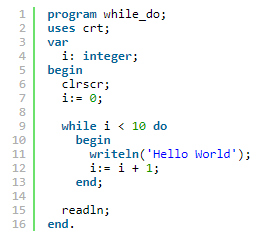 1 program while_do;
2 uses crt;
3 var
4   i: integer;
5 begin
6   clrscr;
7   i:= 0;
8
9   while i < 10 do
10     begin
11       writeln('Hello World');
12       i:= i + 1;
13     end;
14
15   readln;
16 end.